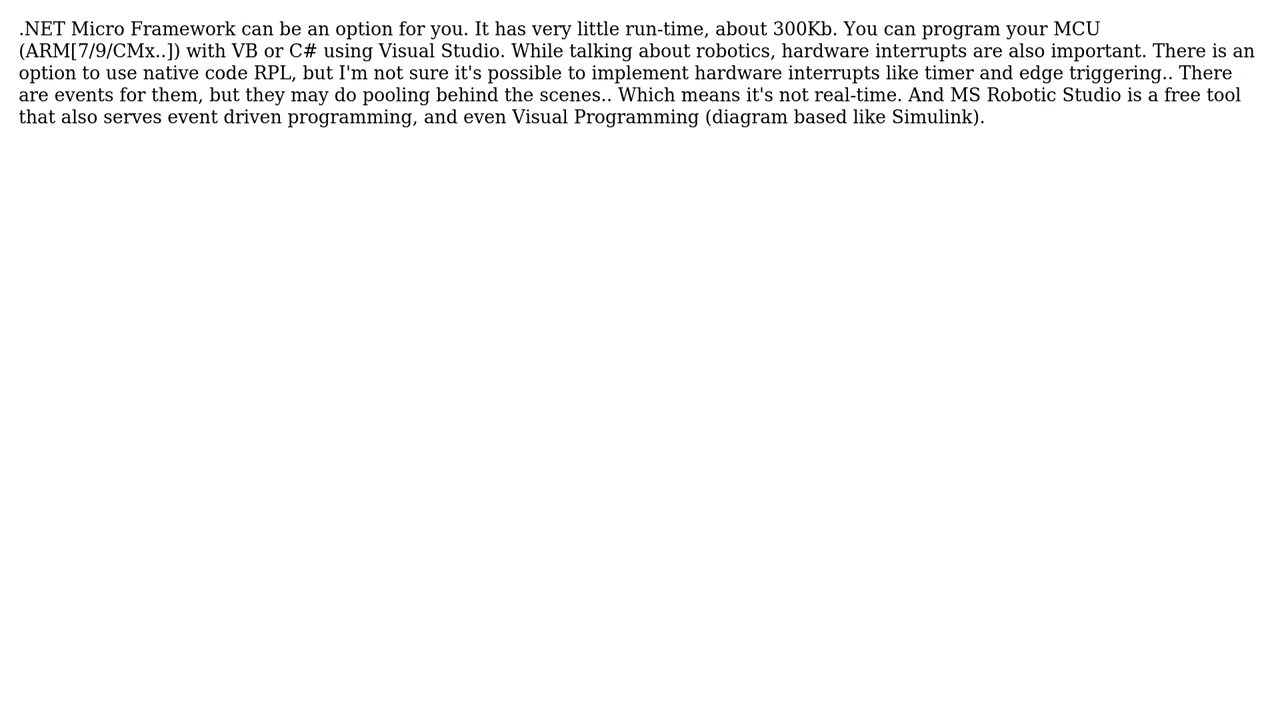 .NET Micro Framework can be an option for you. It has very little run-time, about 300Kb. You can program your MCU
(ARM[7/9/CMx..]) with VB or C# using Visual Studio. While talking about robotics, hardware interrupts are also important. There is an
option to use native code RPL, but I'm not sure it's possible to implement hardware interrupts like timer and edge triggering.. There
are events for them, but they may do pooling behind the scenes.. Which means it's not real-time. And MS Robotic Studio is a free tool
that also serves event driven programming, and even Visual Programming (diagram based like Simulink).